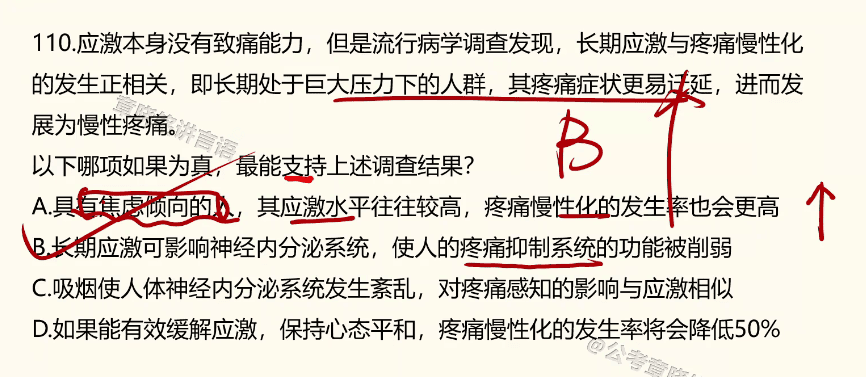 110.应激本身没有致痛能力，但是流行病学调查发现，长期应激与疼痛慢性化
的发生正相关，即长期处于巨大压力下的人群，其疼痛症状更易迁延，进而发
展为慢性疼痛。
以下哪项如果为真，最能支持上述调查结果？
B
A.具有焦虑倾向的人，其应激水平往往较高，疼痛慢性化的发生率也会更高
B.长期应激可影响神经内分泌系统，使人的疼痛抑制系统的功能被削弱
C.吸烟使人体神经内分泌系统发生紊乱，对疼痛感知的影响与应激相似
D.如果能有效缓解应激，保持心态平和，疼痛慢性化的发生率将会降低50%